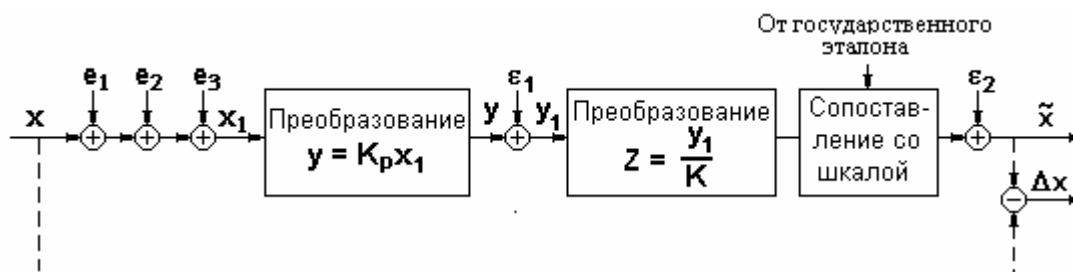 От государственного
эталона
e₁
e₂
e₃
ε₁
ε₂
x
x₁
Преобразование
y = Kₚx₁
y
y₁
Преобразование
Z = y₁/K
Сопостав-
ление со
шкалой
x̃
Δx